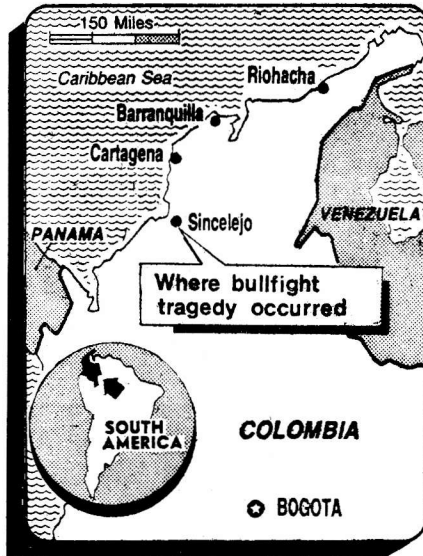 150 Miles
Caribbean Sea
Riohacha
Barranquilla
Cartagena
Sincelejo
PANAMA
VENEZUELA
Where bullfight
tragedy occurred
SOUTH
AMERICA
COLOMBIA
BOGOTA